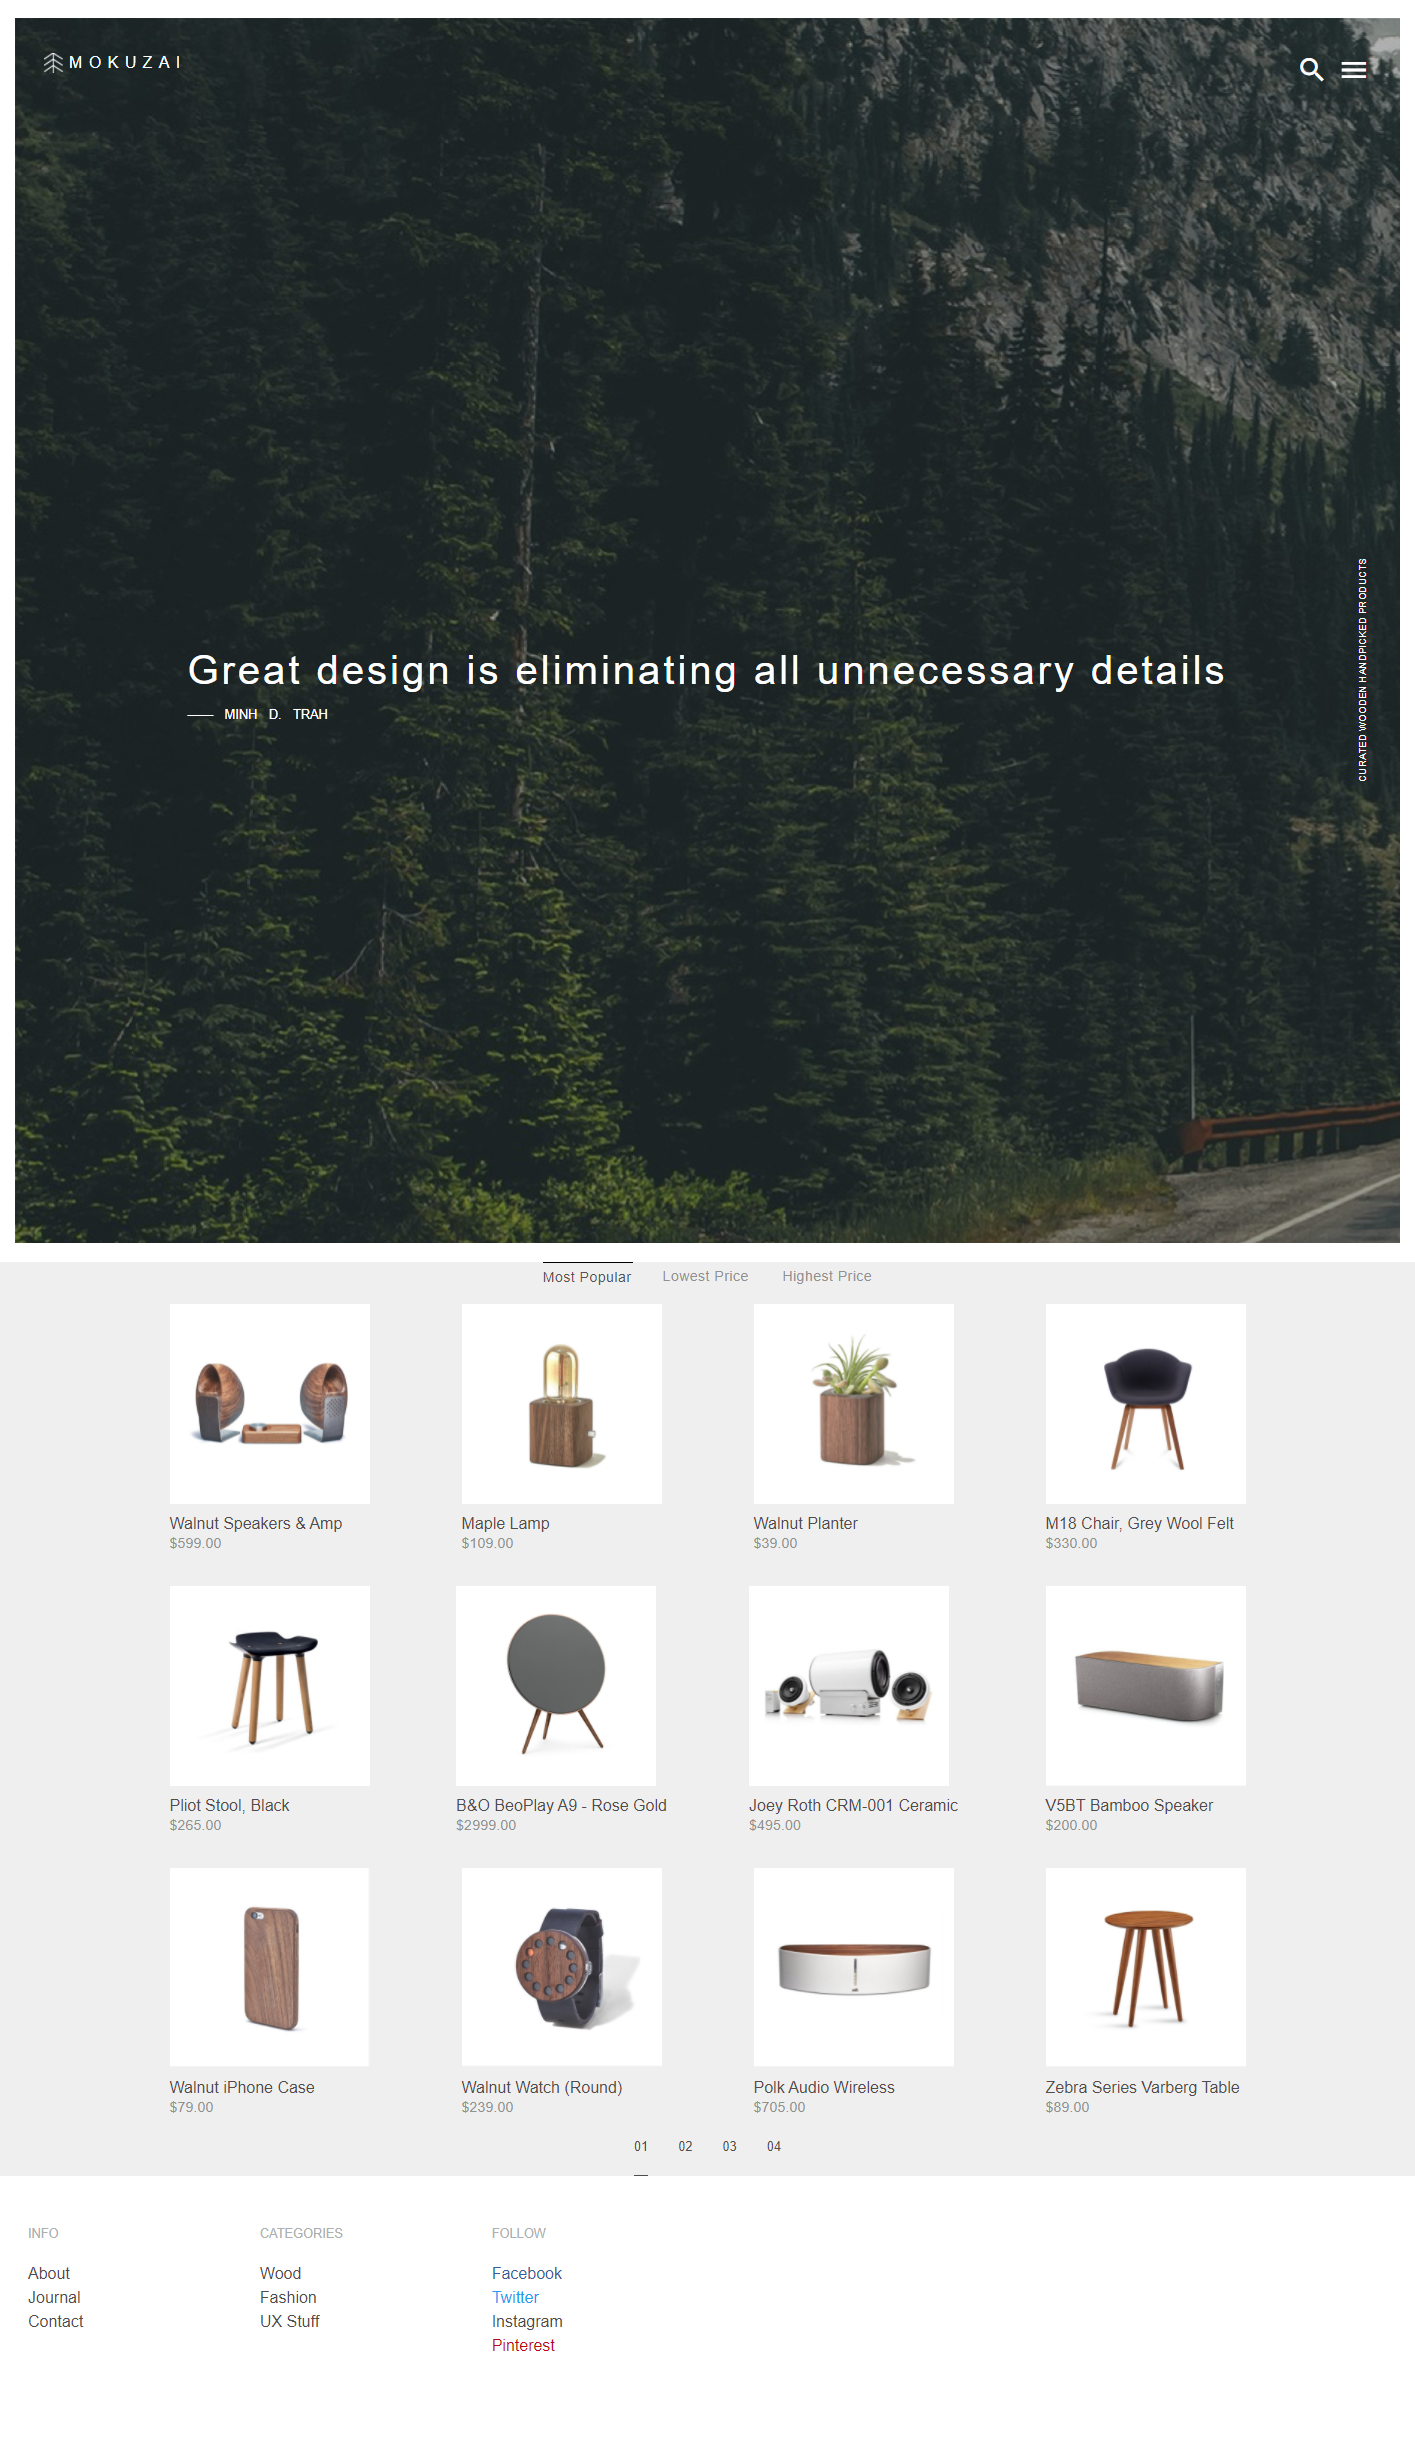 MOKUZAI
CURATED WOODEN HANDPICKED PRODUCTS
Great design is eliminating all unnecessary details
MINH D. TRAH
Most Popular Lowest Price Highest Price
Walnut Speakers & Amp
$599.00
Maple Lamp
$109.00
Walnut Planter
$39.00
M18 Chair, Grey Wool Felt
$330.00
Pliot Stool, Black
$265.00
B&O BeoPlay A9 - Rose Gold
$2999.00
Joey Roth CRM-001 Ceramic
$495.00
V5BT Bamboo Speaker
$200.00
Walnut iPhone Case
$79.00
Walnut Watch (Round)
$239.00
Polk Audio Wireless
$705.00
Zebra Series Varberg Table
$89.00
01 02 03 04
INFO
About
Journal
Contact
CATEGORIES
Wood
Fashion
UX Stuff
FOLLOW
Facebook
Twitter
Instagram
Pinterest